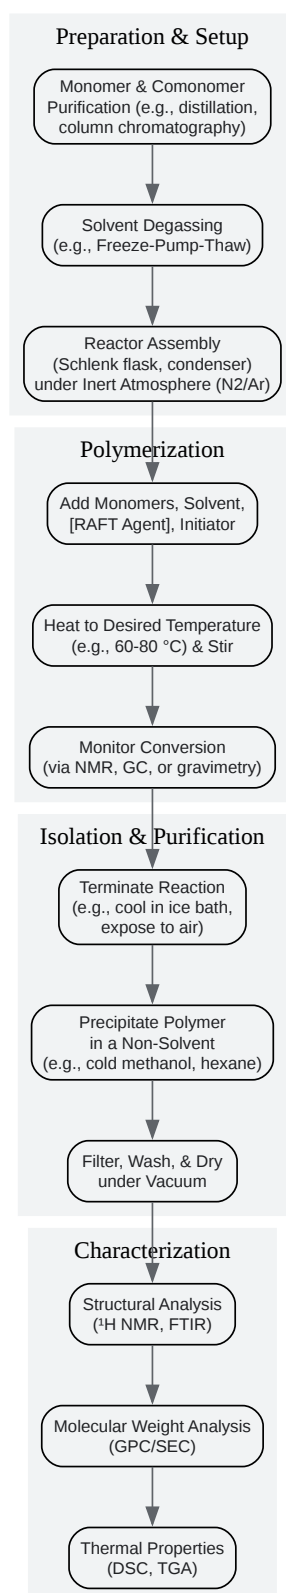 Preparation & Setup
Monomer & Comonomer
Purification (e.g., distillation,
column chromatography)
Solvent Degassing
(e.g., Freeze-Pump-Thaw)
Reactor Assembly
(Schlenk flask, condenser)
under Inert Atmosphere (N2/Ar)
Polymerization
Add Monomers, Solvent,
[RAFT Agent], Initiator
Heat to Desired Temperature
(e.g., 60-80 °C) & Stir
Monitor Conversion
(via NMR, GC, or gravimetry)
Isolation & Purification
Terminate Reaction
(e.g., cool in ice bath,
expose to air)
Precipitate Polymer
in a Non-Solvent
(e.g., cold methanol, hexane)
Filter, Wash, & Dry
under Vacuum
Characterization
Structural Analysis
(¹H NMR, FTIR)
Molecular Weight Analysis
(GPC/SEC)
Thermal Properties
(DSC, TGA)